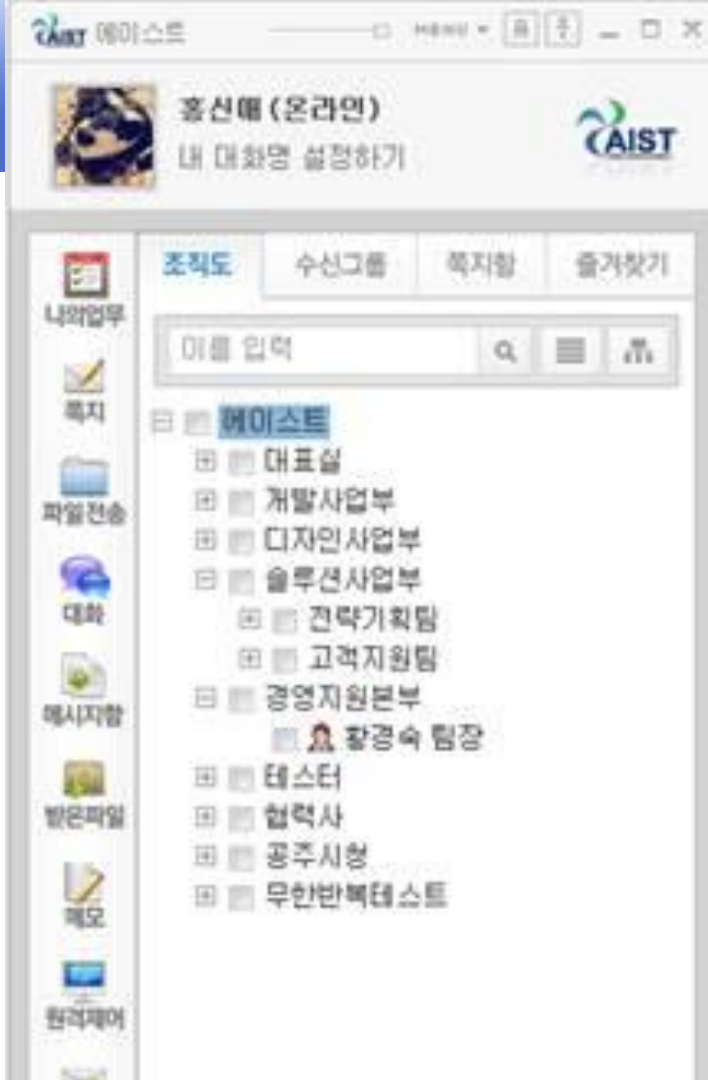 AIST 에이스트
MENU
홍신애 (온라인)
내 대화명 설정하기
AIST
조직도 수신그룹 쪽지함 즐겨찾기
이름 입력
나의업무
쪽지
파일전송
대화
메시지함
받은파일
메모
원격제어
에이스트
대표실
개발사업부
디자인사업부
솔루션사업부
전략기획팀
고객지원팀
경영지원본부
황경숙 팀장
테스터
협력사
공주시청
무한반복테스트